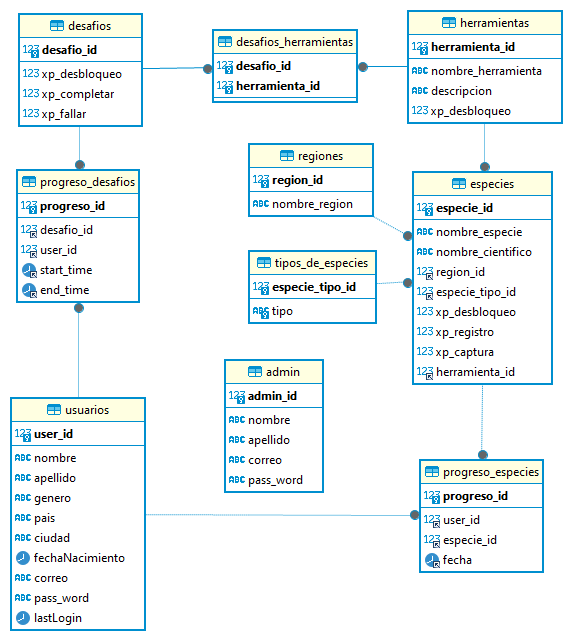 desafios
123 desafio_id
123 xp_desbloqueo
123 xp_completar
123 xp_fallar
desafios_herramientas
123 desafio_id
123 herramienta_id
herramientas
123 herramienta_id
ABC nombre_herramienta
ABC descripcion
123 xp_desbloqueo
progreso_desafios
123 progreso_id
123 desafio_id
123 user_id
start_time
end_time
regiones
123 region_id
ABC nombre_region
especies
123 especie_id
ABC nombre_especie
ABC nombre_cientifico
123 region_id
123 especie_tipo_id
123 xp_desbloqueo
123 xp_registro
123 xp_captura
123 herramienta_id
tipos_de_especies
123 especie_tipo_id
ABC tipo
admin
123 admin_id
ABC nombre
ABC apellido
ABC correo
ABC pass_word
usuarios
123 user_id
ABC nombre
ABC apellido
ABC genero
ABC pais
ABC ciudad
fechaNacimiento
ABC correo
ABC pass_word
lastLogin
progreso_especies
123 progreso_id
123 user_id
123 especie_id
fecha